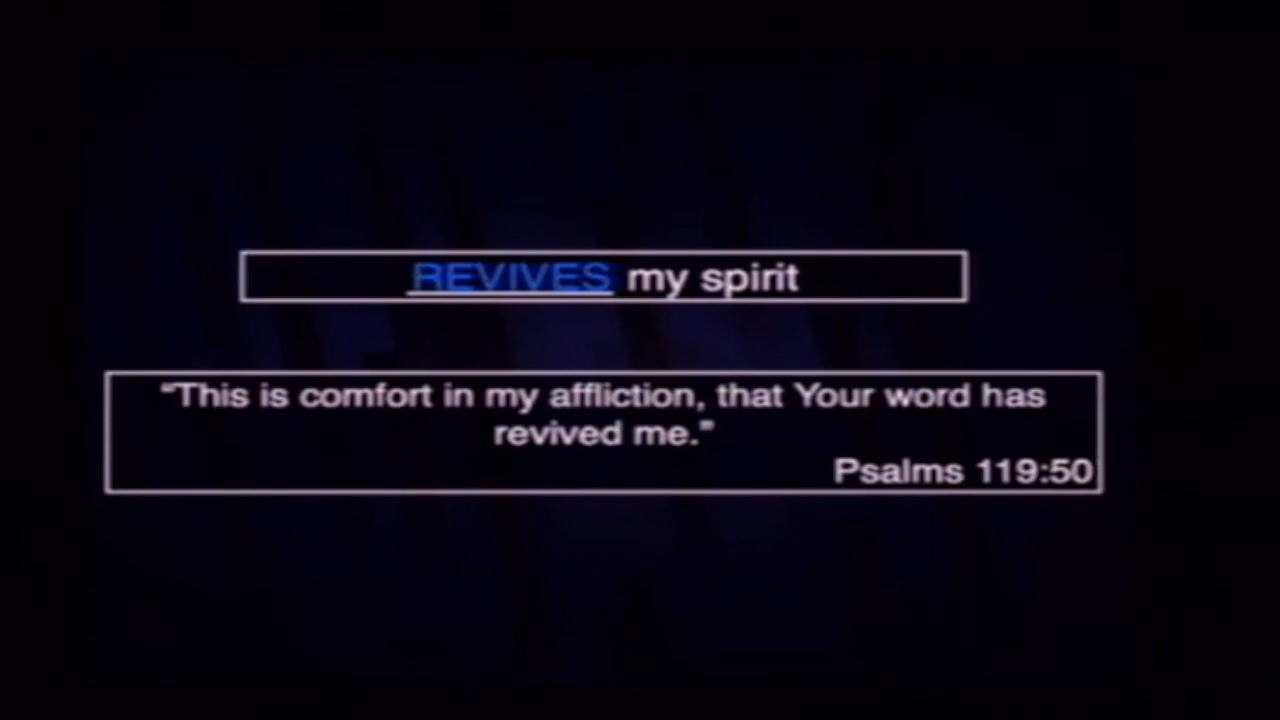 REVIVES my spirit
“This is comfort in my affliction, that Your word has
revived me.”
Psalms 119:50